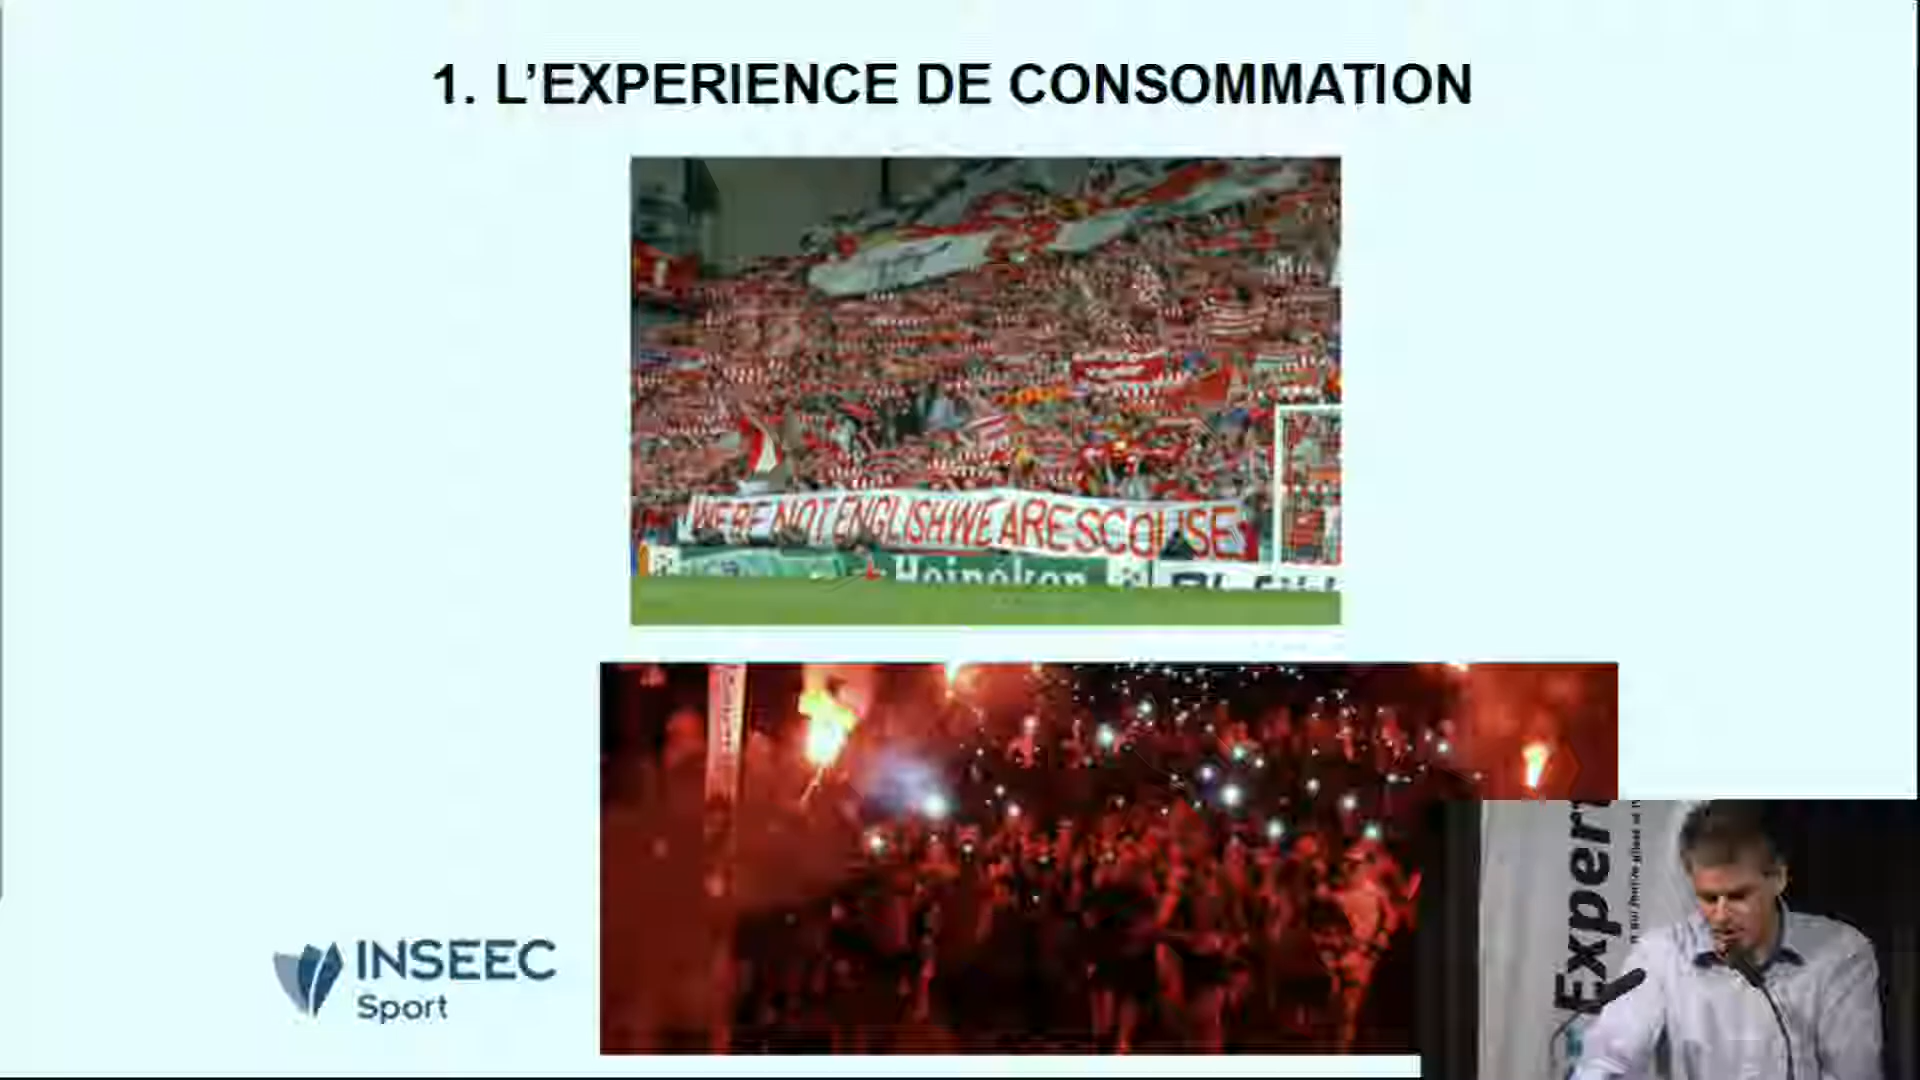 1. L'EXPERIENCE DE CONSOMMATION
WE'RE NOT ENGLISH WE ARE SCOUSE
Heineken
INSEEC
Sport
Exper